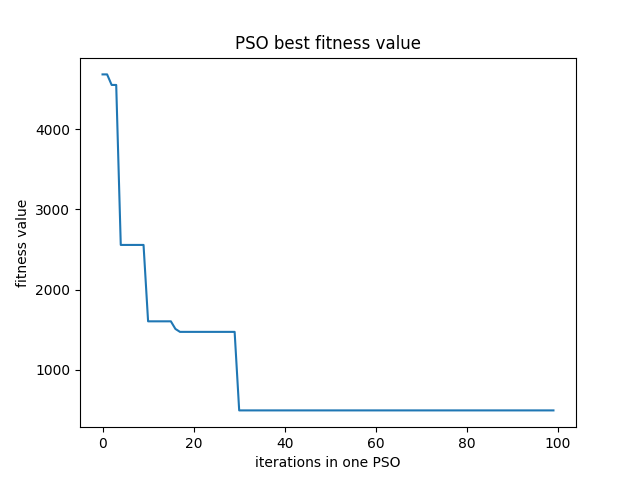 PSO best fitness value
4000
3000
2000
1000
fitness value
0 20 40 60 80 100
iterations in one PSO